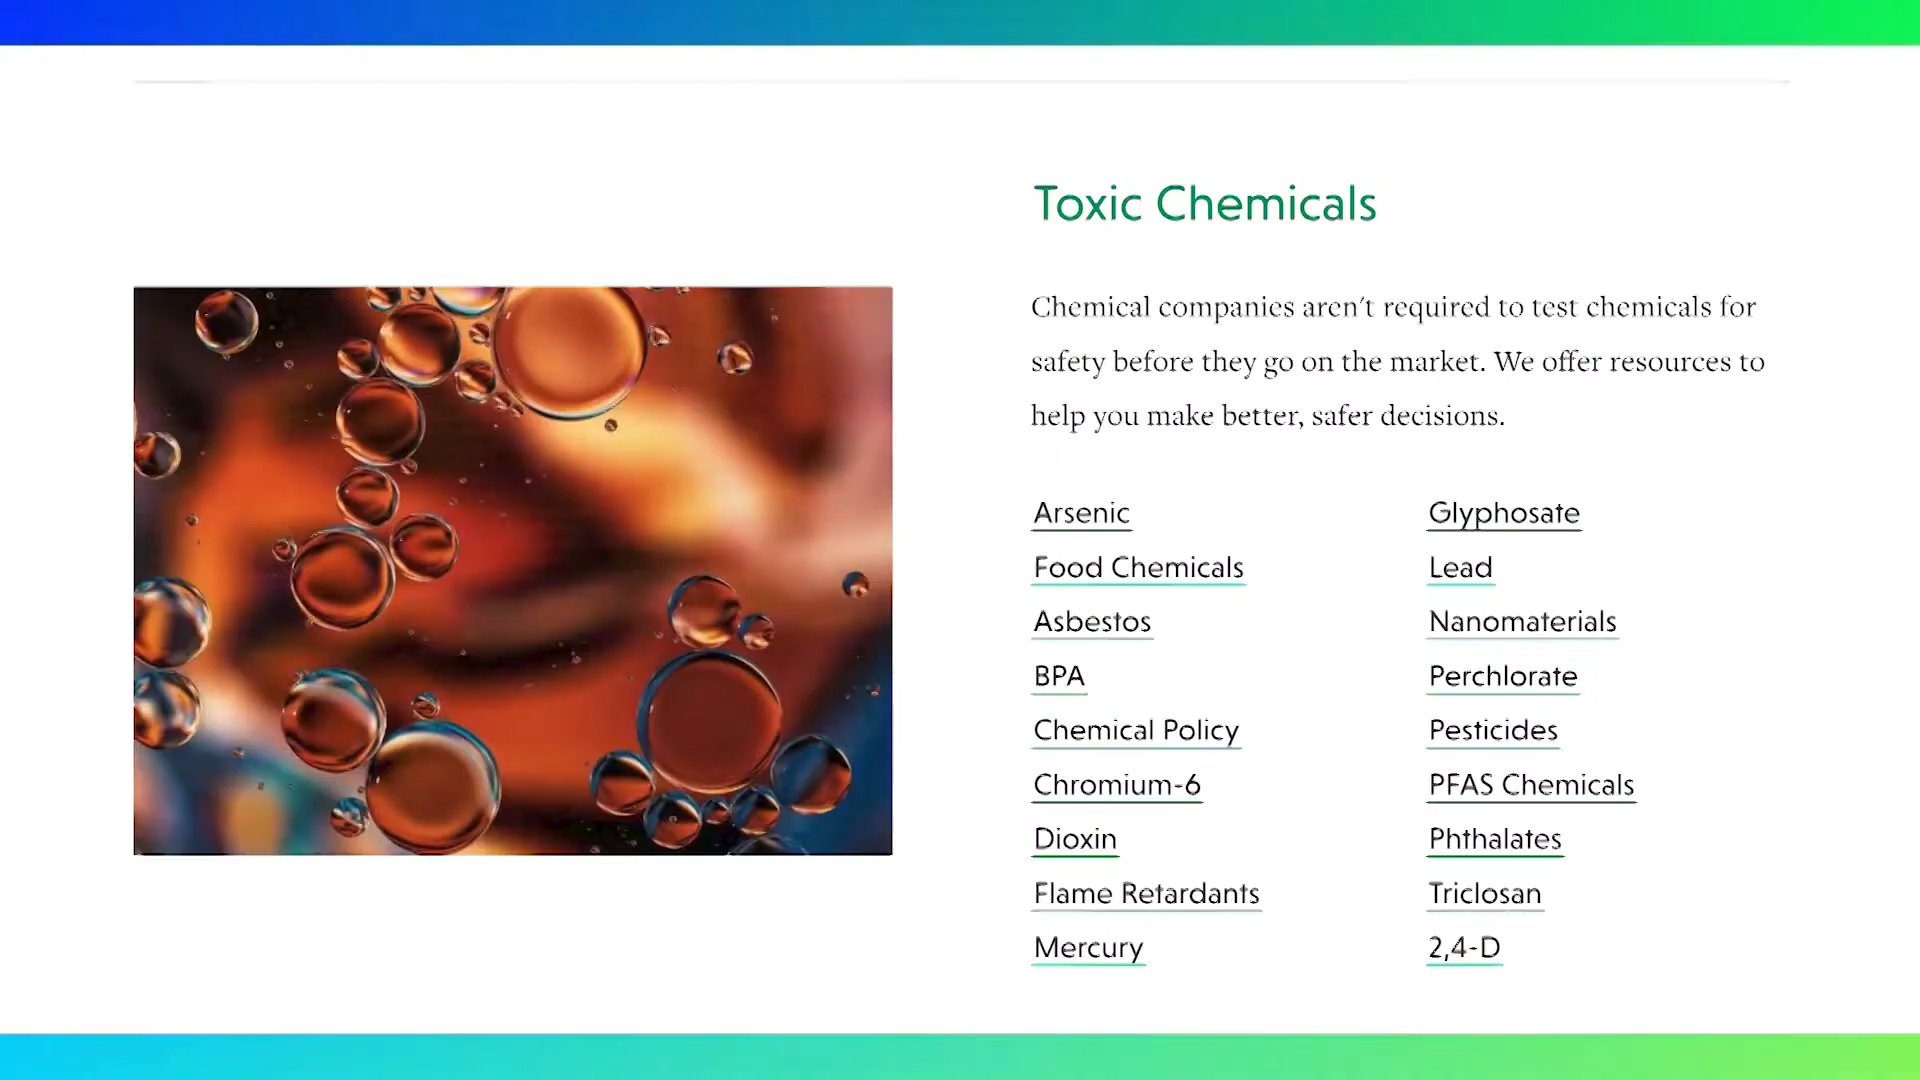 Toxic Chemicals
Chemical companies aren't required to test chemicals for
safety before they go on the market. We offer resources to
help you make better, safer decisions.
Arsenic
Food Chemicals
Asbestos
BPA
Chemical Policy
Chromium-6
Dioxin
Flame Retardants
Mercury
Glyphosate
Lead
Nanomaterials
Perchlorate
Pesticides
PFAS Chemicals
Phthalates
Triclosan
2,4-D